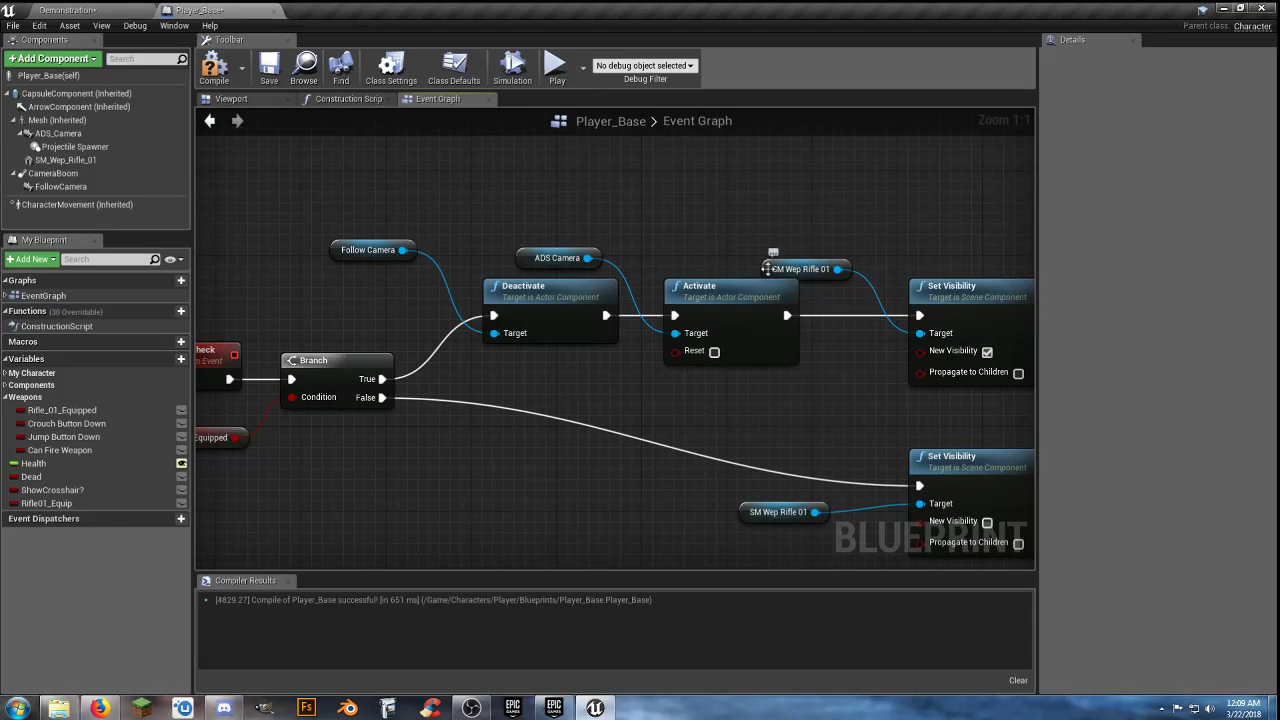 Demonstration*
Player_Base*
File Edit Asset View Debug Window Help
Parent class: Character
Components
Add Component
Search
Player_Base(self)
CapsuleComponent (Inherited)
ArrowComponent (Inherited)
Mesh (Inherited)
ADS_Camera
Projectile Spawner
SM_Wep_Rifle_01
CameraBoom
FollowCamera
CharacterMovement (Inherited)
My Blueprint
Add New
Search
Graphs
EventGraph
Functions (30 Overridable)
ConstructionScript
Macros
Variables
My Character
Components
Weapons
Rifle_01_Equipped
Crouch Button Down
Jump Button Down
Can Fire Weapon
Health
Dead
ShowCrosshair?
Rifle01_Equip
Event Dispatchers
Toolbar
Compile Save Browse Find Class Settings Class Defaults Simulation Play
No debug object selected
Debug Filter
Viewport
Construction Scrip
Event Graph
Player_Base > Event Graph
Zoom 1:1
Follow Camera
ADS Camera
SM Wep Rifle 01
Deactivate
Target is Actor Component
Target
Activate
Target is Actor Component
Target
Reset
Set Visibility
Target is Scene Component
Target
New Visibility
Propagate to Children
Check
m Event
Branch
True
Condition
False
Equipped
Set Visibility
Target is Scene Component
Target
New Visibility
Propagate to Children
SM Wep Rifle 01
BLUEPRINT
Compiler Results
[4829.27] Compile of Player_Base successful! [in 651 ms] (/Game/Characters/Player/Blueprints/Player_Base.Player_Base)
Clear
Details
Fs
EPIC GAMES
EPIC GAMES
12:09 AM
3/22/2018